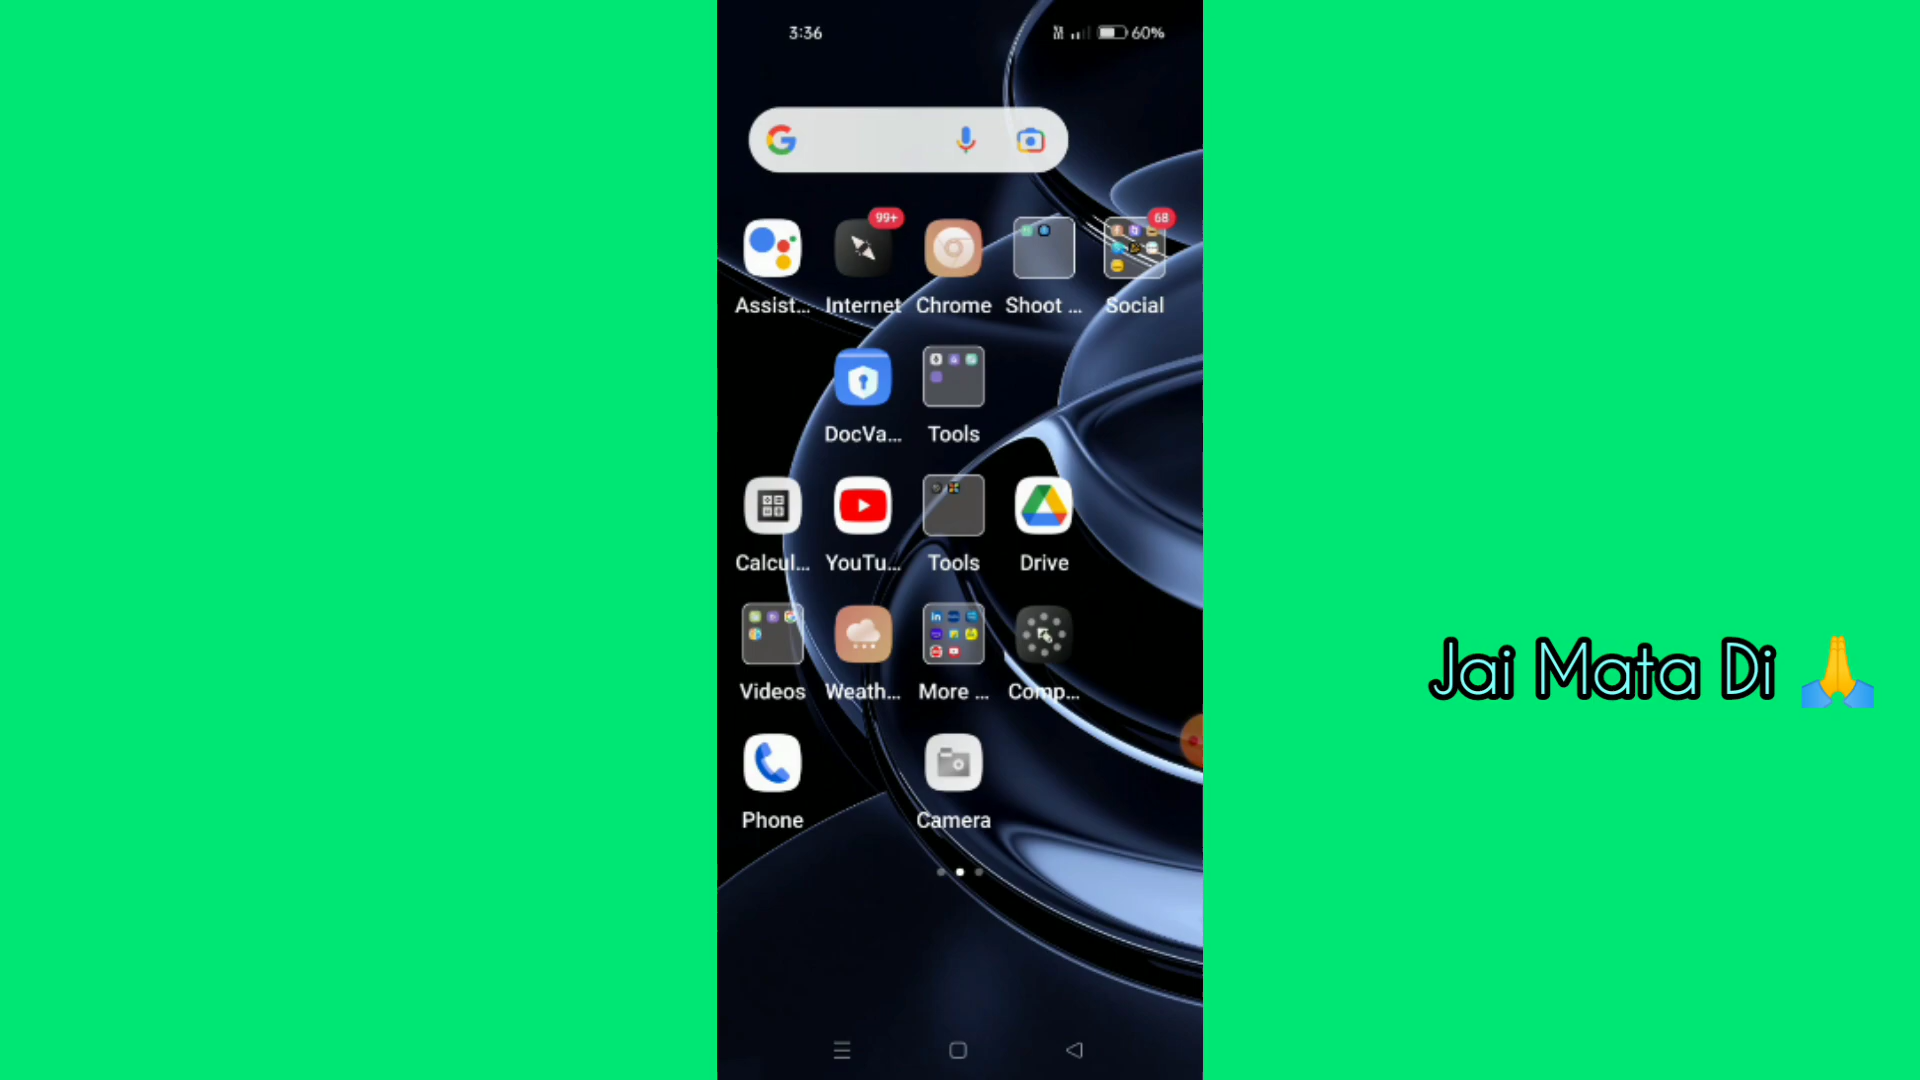 3:36
60%
99+
68
Assist...
Internet
Chrome
Shoot ...
Social
DocVa...
Tools
Calcul...
YouTu...
Tools
Drive
in
Videos
Weath...
More ...
Comp...
Jai Mata Di 🙏
Phone
Camera